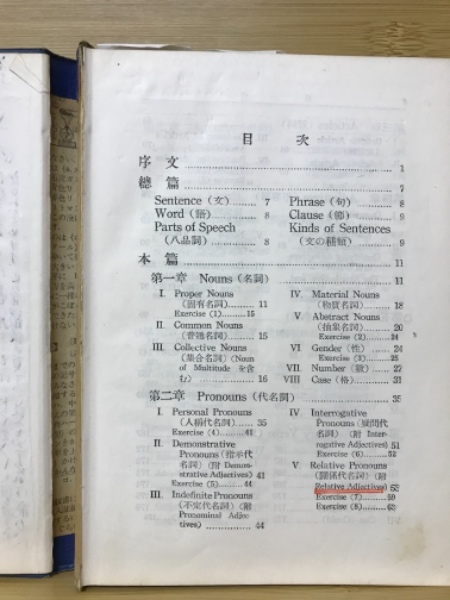 目 次
序 文 1
總 篇 7
Sentence (文) 7
Word (語) 8
Parts of Speech
(八品詞) 8
Phrase (句) 8
Clause (節) 9
Kinds of Sentences
(文の種類) 9
本 篇 11
第一章 Nouns (名詞) 11
I. Proper Nouns
(固有名詞) 11
Exercise (1) 15
II. Common Nouns
(普通名詞) 15
III. Collective Nouns
(集合名詞) (Noun
of Multitude を含
む) 16
IV. Material Nouns
(物質名詞) 18
V. Abstract Nouns
(抽象名詞) 20
Exercise (2) 24
VI Gender (性) 24
Exercise (3)
VII Number (數) 27
VIII Case (格) 31
第二章 Pronouns (代名詞) 35
I. Personal Pronouns
(人稱代名詞) 35
Exercise (4)
II. Demonstrative
Pronouns (指示代
名詞) (附 Demon-
strative Adjectives) 41
Exercise (5) 44
III. Indefinite Pronouns
(不定代名詞) (附
Pronominal Adjec
tives) 44
IV. Interrogative
Pronouns (疑問代
名詞) (附 Inter-
rogative Adjectives) 51
Exercise (6) 52
V. Relative Pronouns
(關係代名詞) (附
Relative Adjectives) 53
Exercise (7)
Exercise (8)